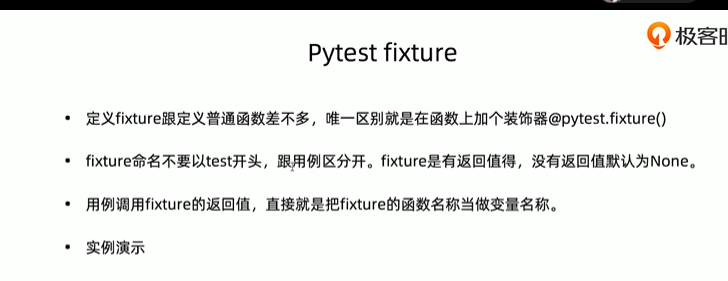 极客时
Pytest fixture
• 定义fixture跟定义普通函数差不多，唯一区别就是在函数上加个装饰器@pytest.fixture()
• fixture命名不要以test开头，跟用例区分开。fixture是有返回值得，没有返回值默认为None。
• 用例调用fixture的返回值，直接就是把fixture的函数名称当做变量名称。
• 实例演示